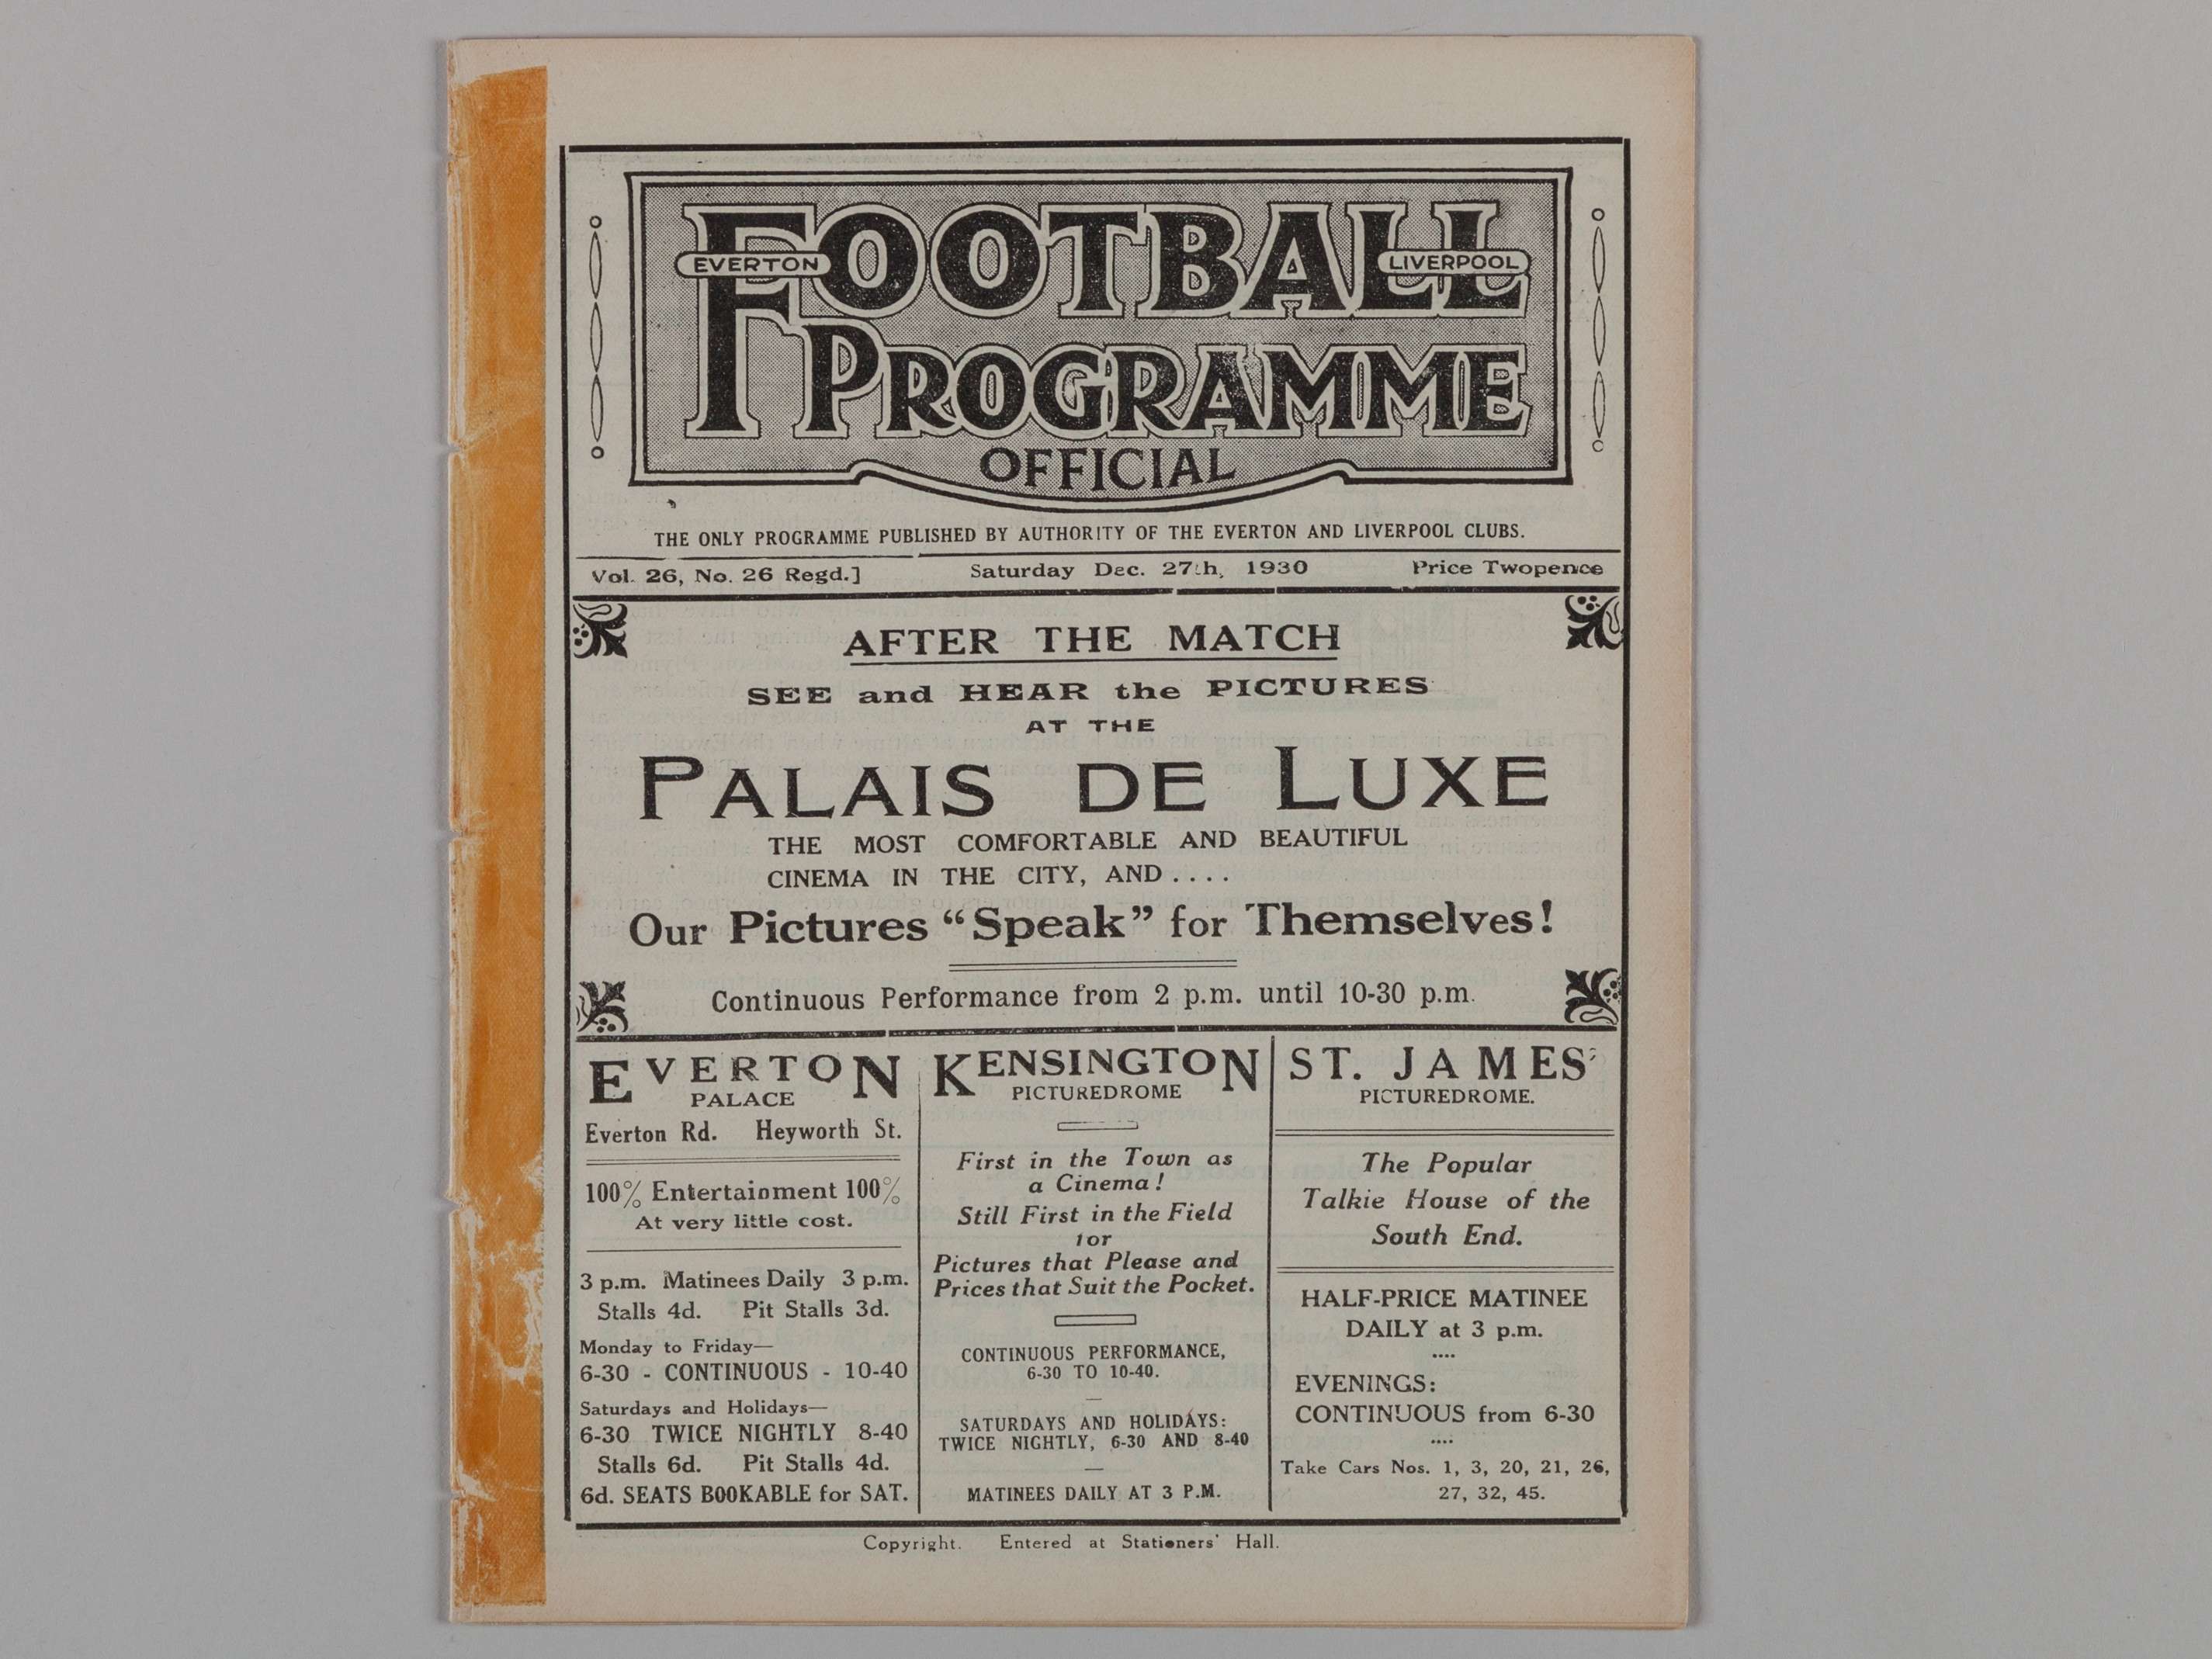 FOOTBALL
EVERTON
LIVERPOOL
PROGRAMME
OFFICIAL
THE ONLY PROGRAMME PUBLISHED BY AUTHORITY OF THE EVERTON AND LIVERPOOL CLUBS.
Vol. 26, No. 26 Regd.] Saturday Dec. 27th, 1930 Price Twopence
AFTER THE MATCH
SEE and HEAR the PICTURES
AT THE
PALAIS DE LUXE
THE MOST COMFORTABLE AND BEAUTIFUL
CINEMA IN THE CITY, AND ....
Our Pictures “Speak” for Themselves!
Continuous Performance from 2 p.m. until 10-30 p.m.
EVERTON
PALACE
Everton Rd. Heyworth St.
100% Entertainment 100%
At very little cost.
3 p.m. Matinees Daily 3 p.m.
Stalls 4d. Pit Stalls 3d.
Monday to Friday—
6-30 - CONTINUOUS - 10-40
Saturdays and Holidays—
6-30 TWICE NIGHTLY 8-40
Stalls 6d. Pit Stalls 4d.
6d. SEATS BOOKABLE for SAT.
KENSINGTON
PICTUREDROME
First in the Town as
a Cinema!
Still First in the Field
for
Pictures that Please and
Prices that Suit the Pocket.
CONTINUOUS PERFORMANCE,
6-30 TO 10-40.
SATURDAYS AND HOLIDAYS:
TWICE NIGHTLY, 6-30 AND 8-40
MATINEES DAILY AT 3 P.M.
ST. JAMES'
PICTUREDROME.
The Popular
Talkie House of the
South End.
HALF-PRICE MATINEE
DAILY at 3 p.m.
....
EVENINGS:
CONTINUOUS from 6-30
....
Take Cars Nos. 1, 3, 20, 21, 26,
27, 32, 45.
Copyright. Entered at Stationers' Hall.